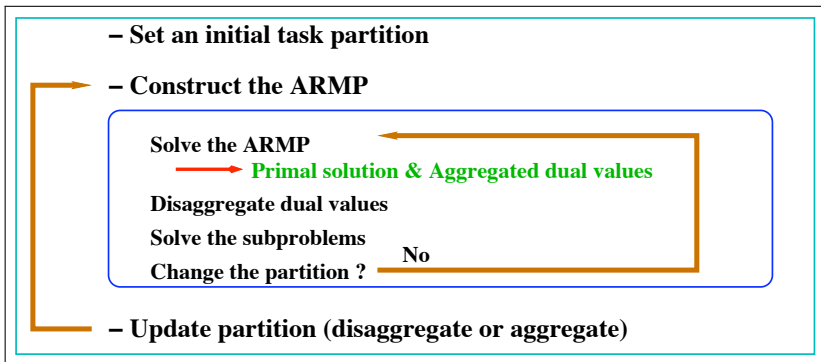 – Set an initial task partition
– Construct the ARMP
Solve the ARMP
Primal solution & Aggregated dual values
Disaggregate dual values
Solve the subproblems
Change the partition ? No
– Update partition (disaggregate or aggregate)